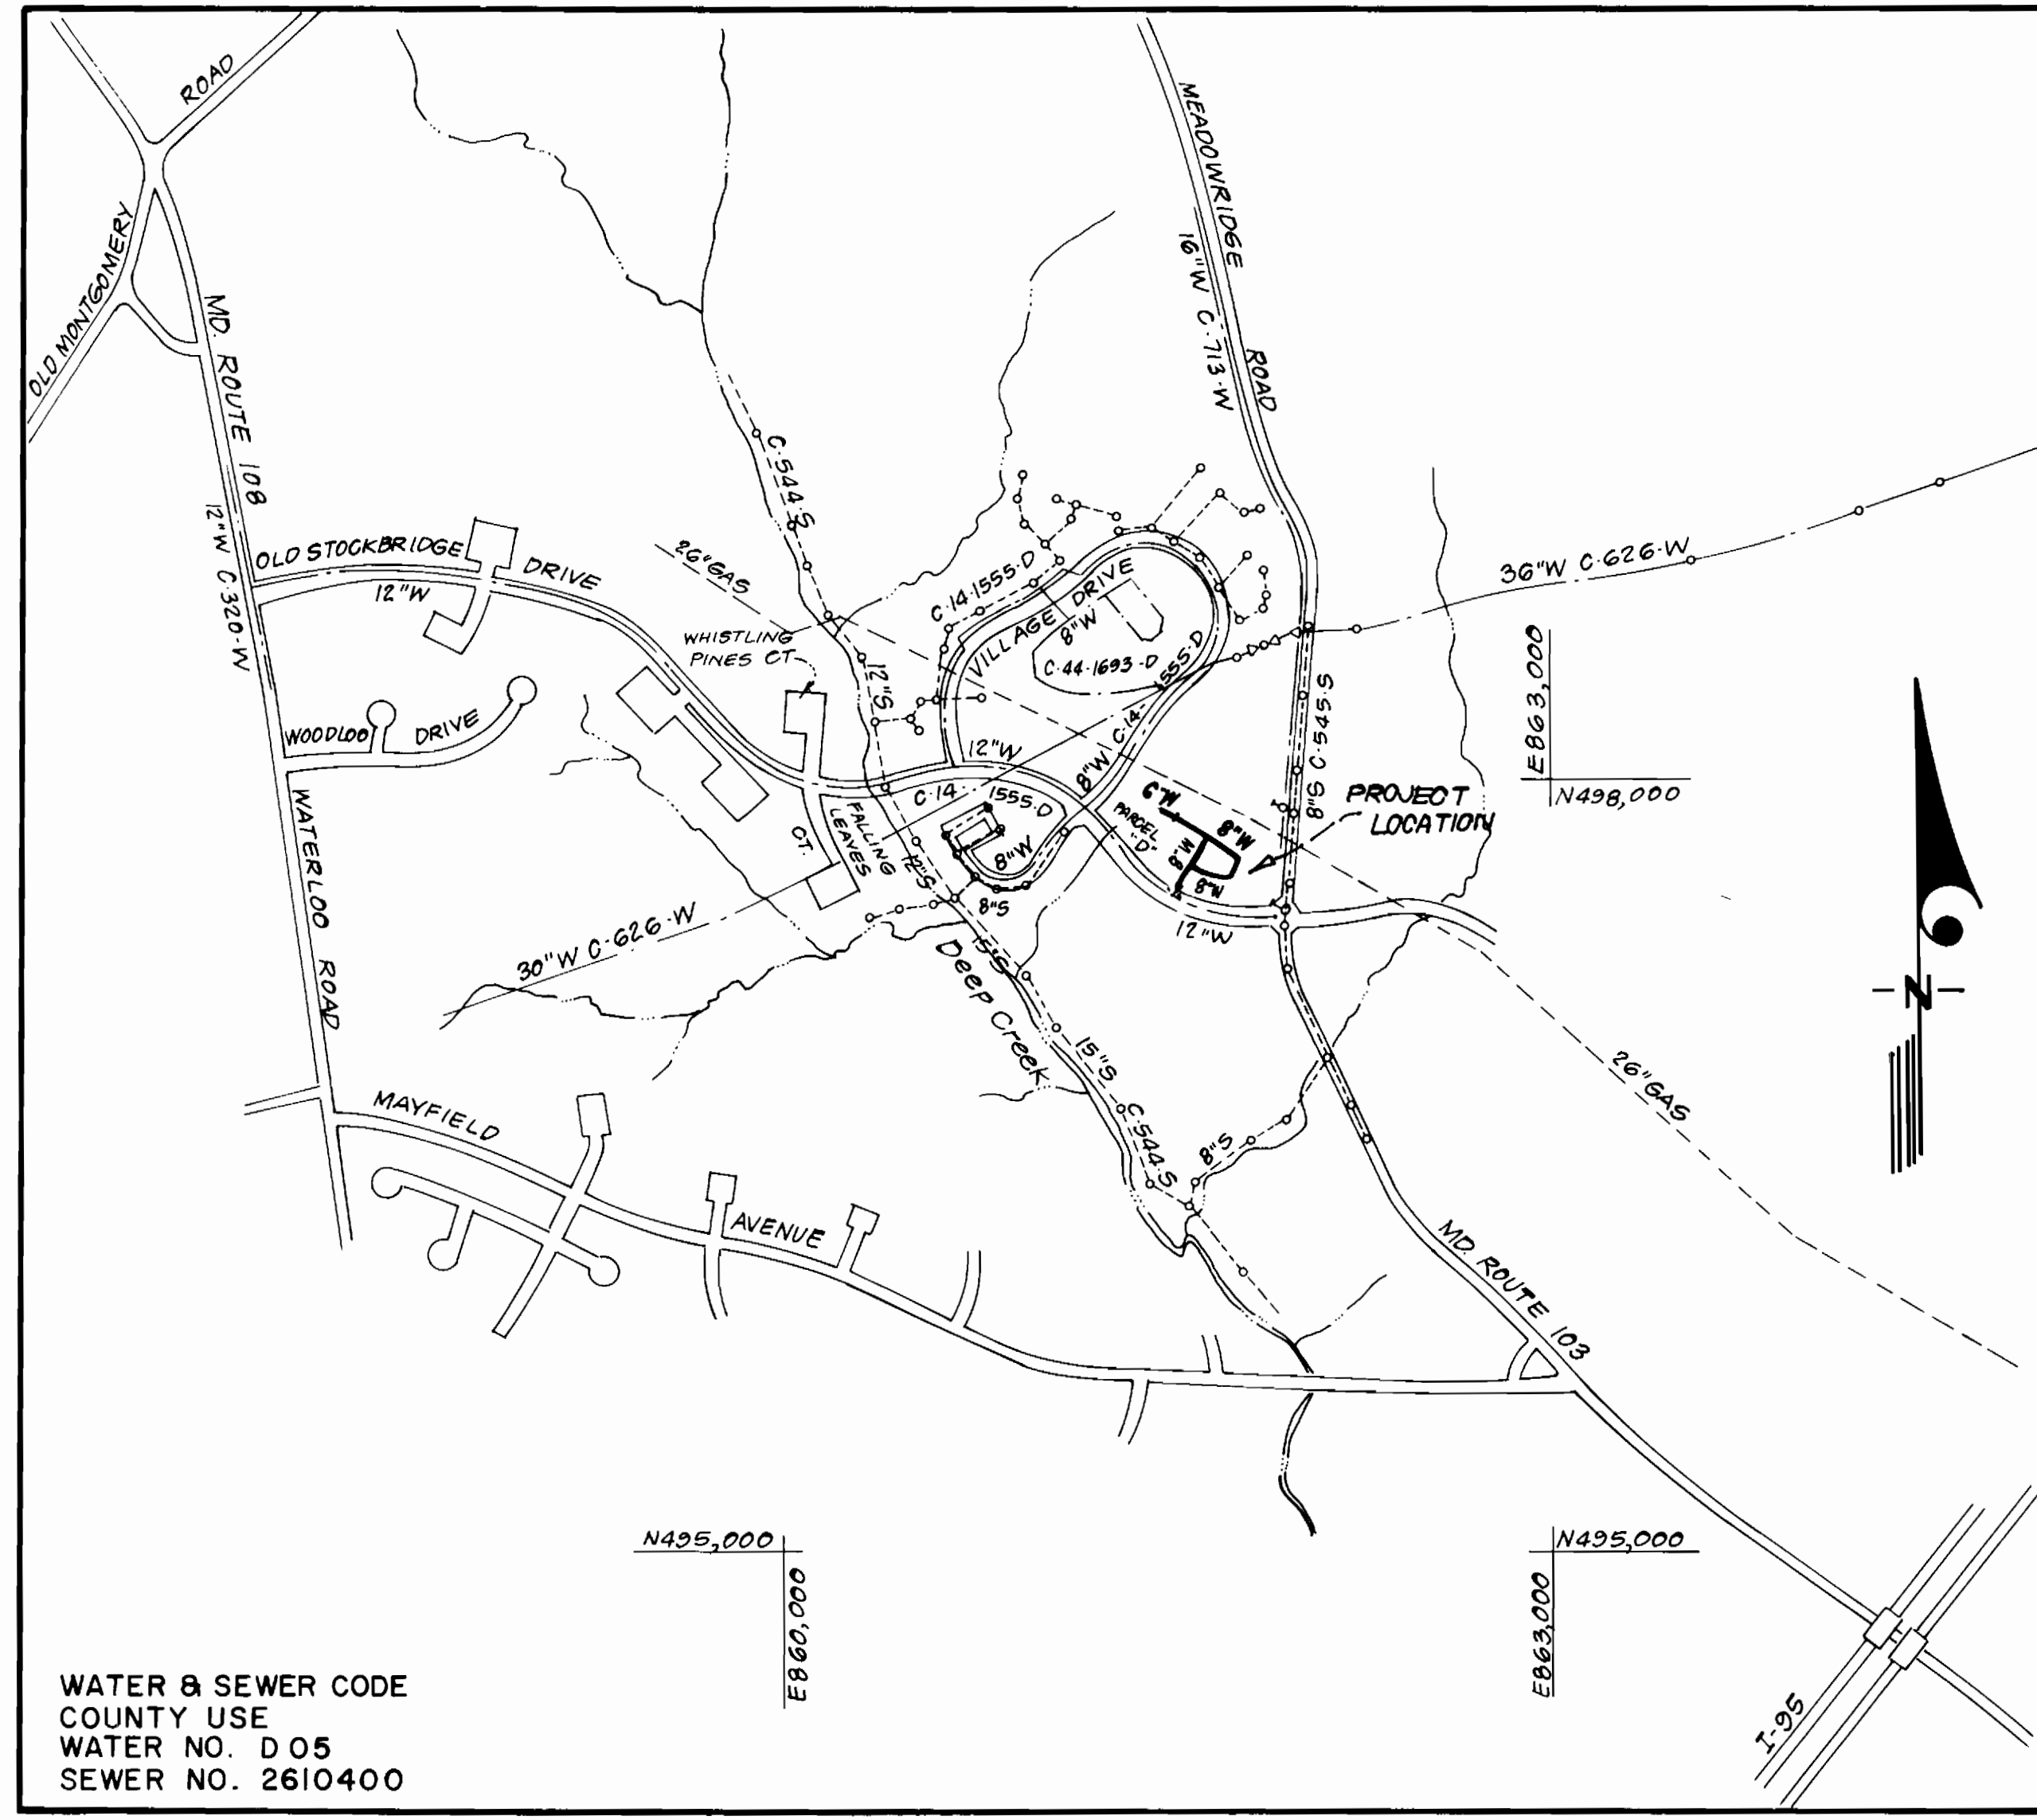 ROAD
OLD MONTGOMERY
MD. ROUTE 108
12"W C-320-W
MEADOWRIDGE
ROAD
16"W C-713-W
C-544-S
OLD STOCKBRIDGE
DRIVE
12"W
26"GAS
WHISTLING
PINES CT.
C-14-1555-D
VILLAGE DRIVE
8"W
C-44-1693-D
36"W C-626-W
12"S
8"W C-14-1555-D
12"W
8"S C-545-S
E863,000
N498,000
WOODLOO DRIVE
WATERLOO ROAD
C-14-1555-D
8"W
FALLING
LEAVES
CT.
12"S
PARCEL
"D"
6"W
8"W
8"W
8"W
PROJECT
LOCATION
12"W
8"S
30"W C-626-W
15"S
Deep Creek
-N-
15"S
C-544-S
8"S
26"GAS
MAYFIELD
AVENUE
MD. ROUTE 103
N495,000
E860,000
N495,000
E863,000
I-95
WATER & SEWER CODE
COUNTY USE
WATER NO. D05
SEWER NO. 2610400